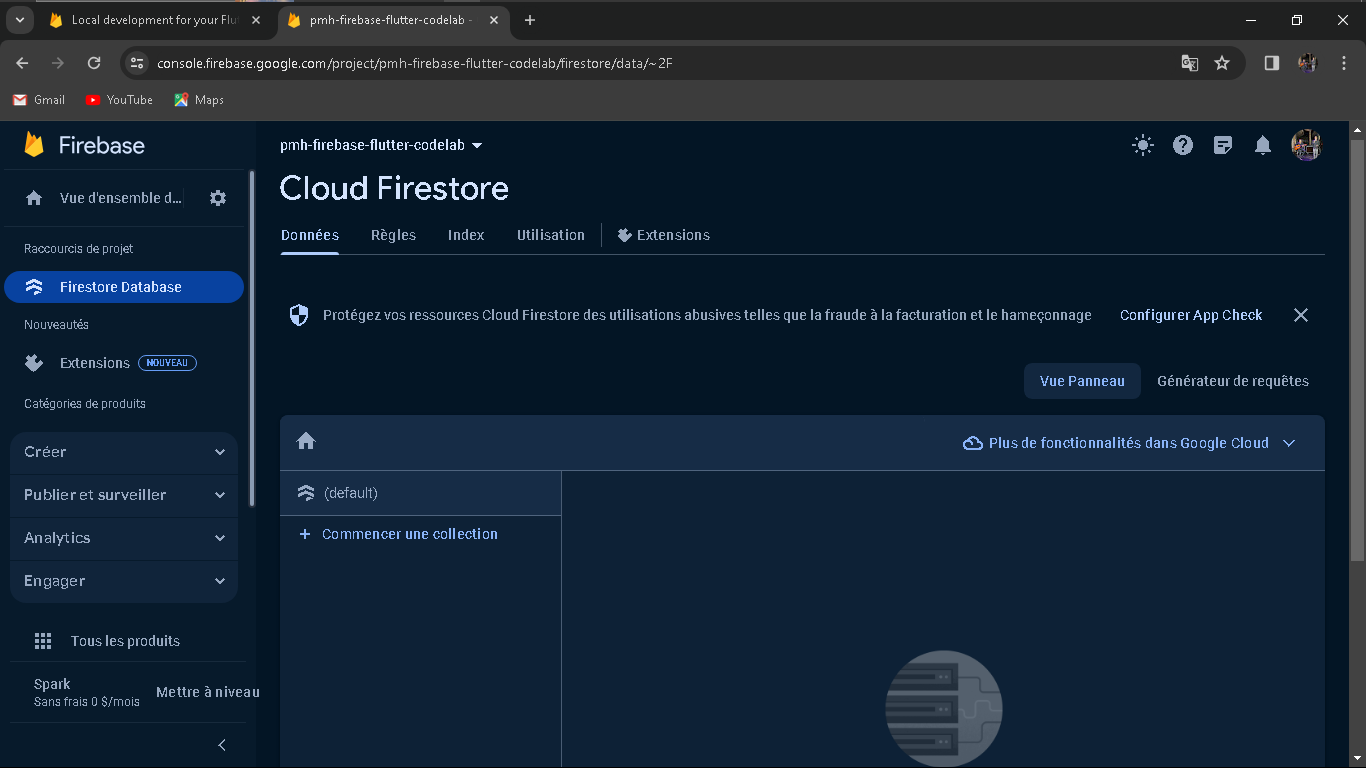 Local development for your Flu
pmh-firebase-flutter-codelab -
console.firebase.google.com/project/pmh-firebase-flutter-codelab/firestore/data/~2F
Gmail
YouTube
Maps
Firebase
Vue d'ensemble d...
Raccourcis de projet
Firestore Database
Nouveautés
Extensions
NOUVEAU
Catégories de produits
Créer
Publier et surveiller
Analytics
Engager
Tous les produits
Spark
Sans frais 0 $/mois
Mettre à niveau
pmh-firebase-flutter-codelab
Cloud Firestore
Données
Règles
Index
Utilisation
Extensions
Protégez vos ressources Cloud Firestore des utilisations abusives telles que la fraude à la facturation et le hameçonnage
Configurer App Check
Vue Panneau
Générateur de requêtes
Plus de fonctionnalités dans Google Cloud
(default)
+ Commencer une collection